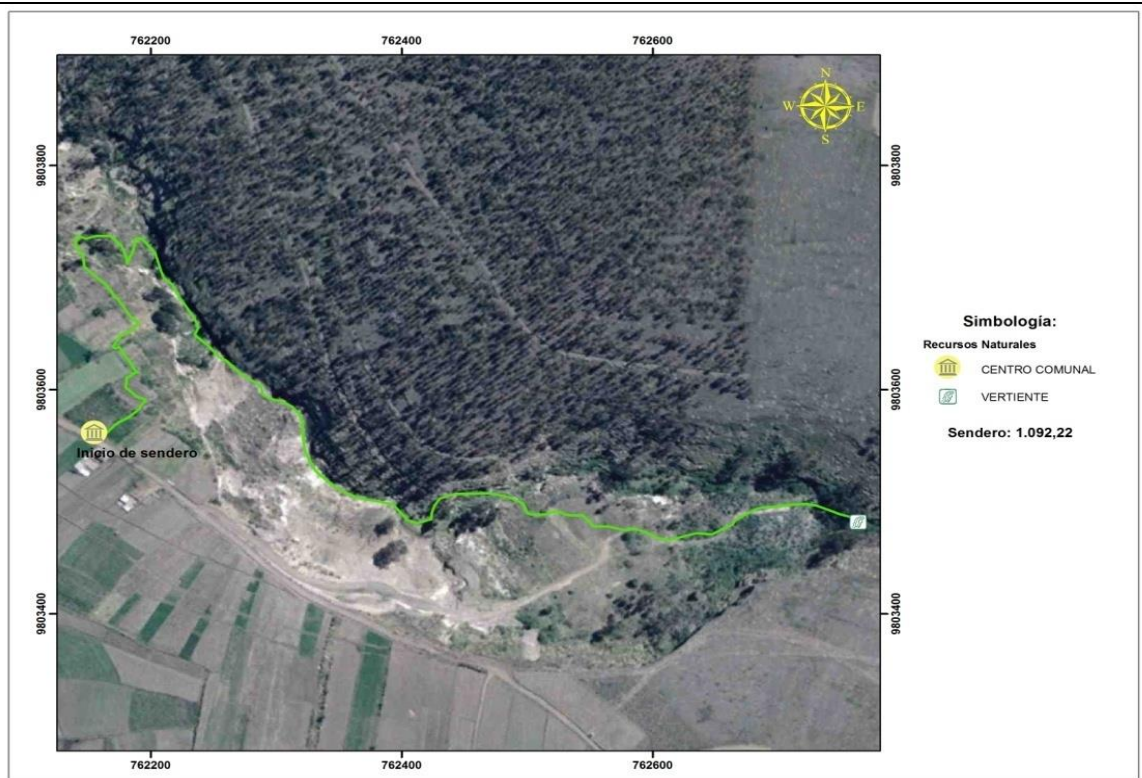 762200 762400 762600
N
W E
S
9803800 9803800
Simbología:
Recursos Naturales
CENTRO COMUNAL
9803600 9803600
VERTIENTE
Sendero: 1.092,22
Inicio de sendero
9803400 9803400
762200 762400 762600